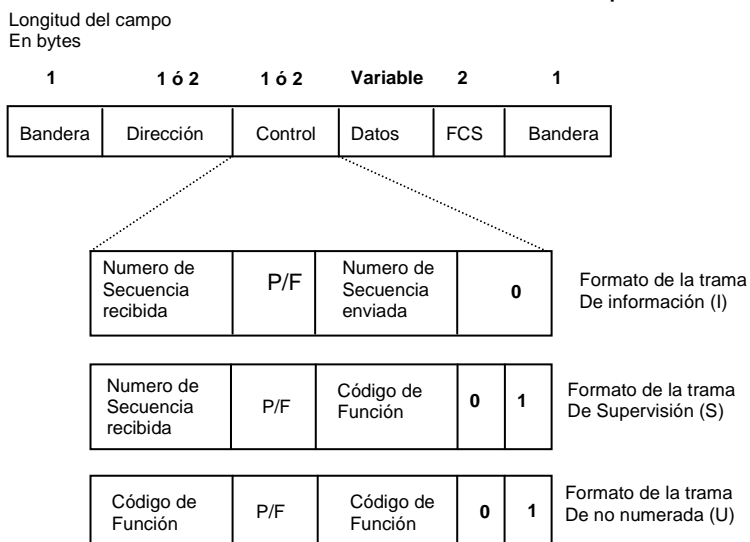 Longitud del campo
En bytes
1 1 ó 2 1 ó 2 Variable 2 1
Bandera Dirección Control Datos FCS Bandera
Numero de
Secuencia
recibida
P/F
Numero de
Secuencia
enviada
0
Formato de la trama
De información (I)
Numero de
Secuencia
recibida
P/F
Código de
Función
0 1
Formato de la trama
De Supervisión (S)
Código de
Función
P/F
Código de
Función
0 1
Formato de la trama
De no numerada (U)